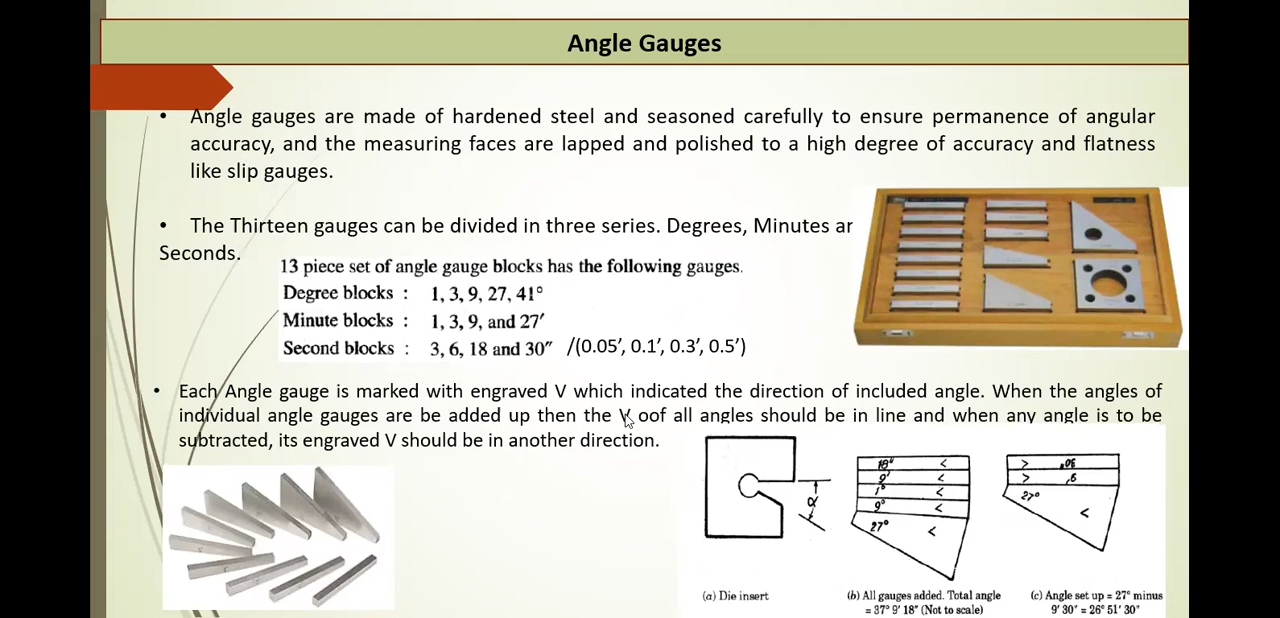 Angle Gauges
• Angle gauges are made of hardened steel and seasoned carefully to ensure permanence of angular
accuracy, and the measuring faces are lapped and polished to a high degree of accuracy and flatness
like slip gauges.
• The Thirteen gauges can be divided in three series. Degrees, Minutes ar
Seconds.
13 piece set of angle gauge blocks has the following gauges.
Degree blocks : 1, 3, 9, 27, 41°
Minute blocks : 1, 3, 9, and 27′
Second blocks : 3, 6, 18 and 30″ /(0.05′, 0.1′, 0.3′, 0.5′)
• Each Angle gauge is marked with engraved V which indicated the direction of included angle. When the angles of
individual angle gauges are be added up then the V oof all angles should be in line and when any angle is to be
subtracted, its engraved V should be in another direction.
α
18" <
9' <
1° <
9° <
27° <
> 30"
> 9'
27° <
(a) Die insert
(b) All gauges added. Total angle
= 37° 9′ 18″ (Not to scale)
(c) Angle set up = 27° minus
9′ 30″ = 26° 51′ 30″